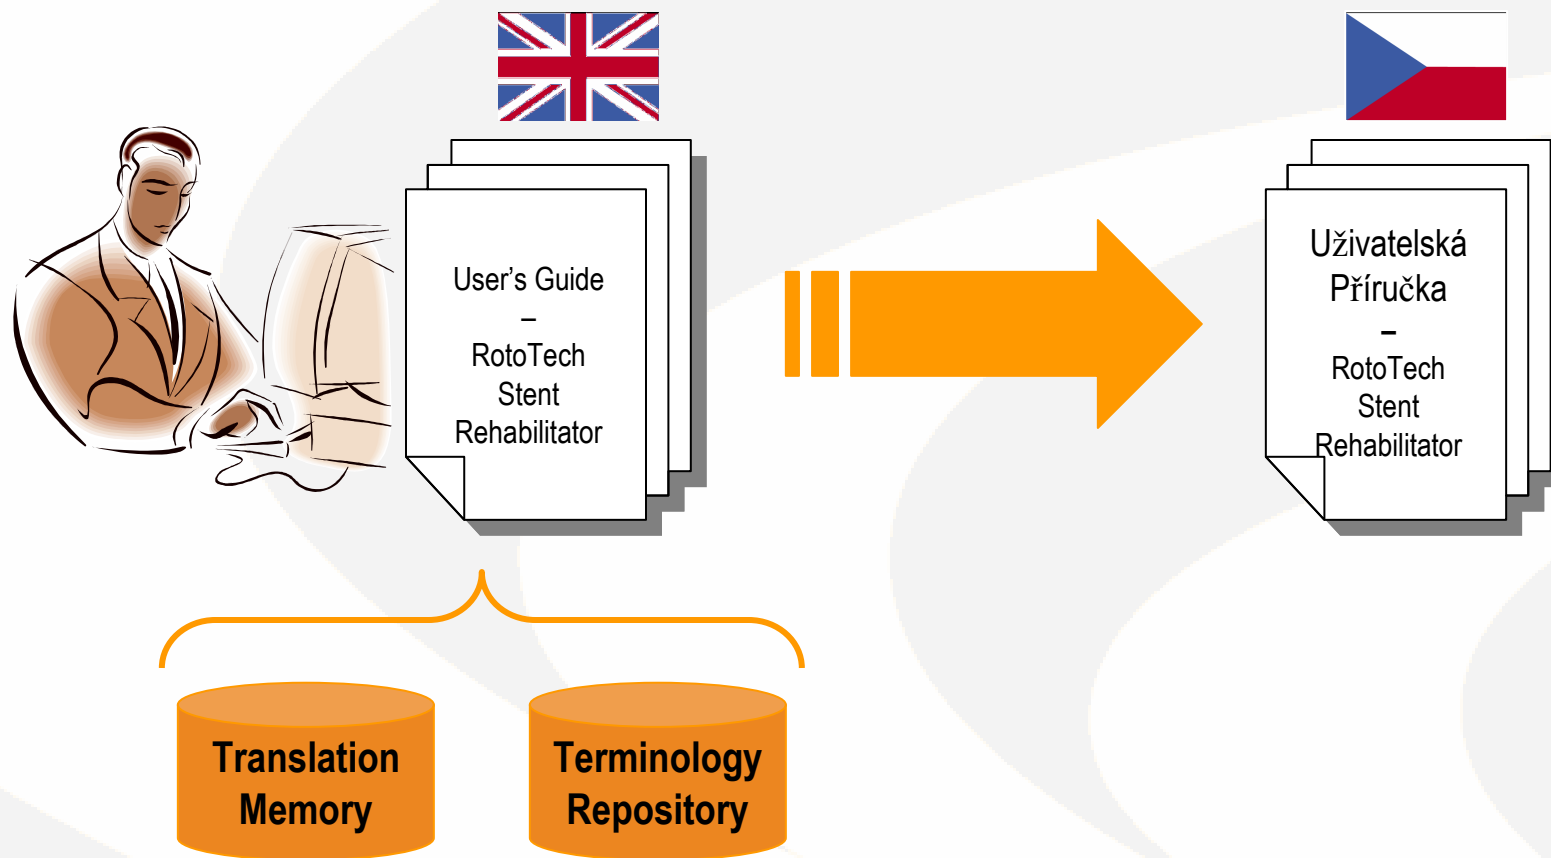 User’s Guide
–
RotoTech
Stent
Rehabilitator
Uživatelská
Příručka
–
RotoTech
Stent
Rehabilitator
Translation
Memory
Terminology
Repository